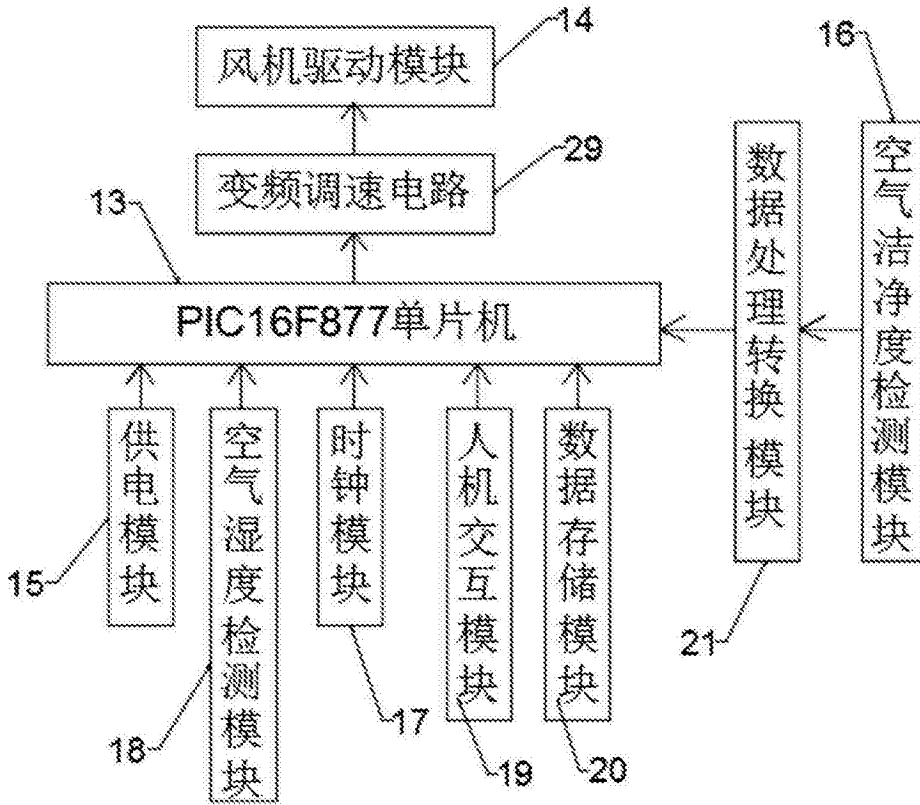 14
风机驱动模块
16
29
变频调速电路
13
PIC16F877单片机
数据处理转换模块
空气洁净度检测模块
供电模块
空气湿度检测模块
时钟模块
人机交互模块
数据存储模块
15
21
18
17
19
20